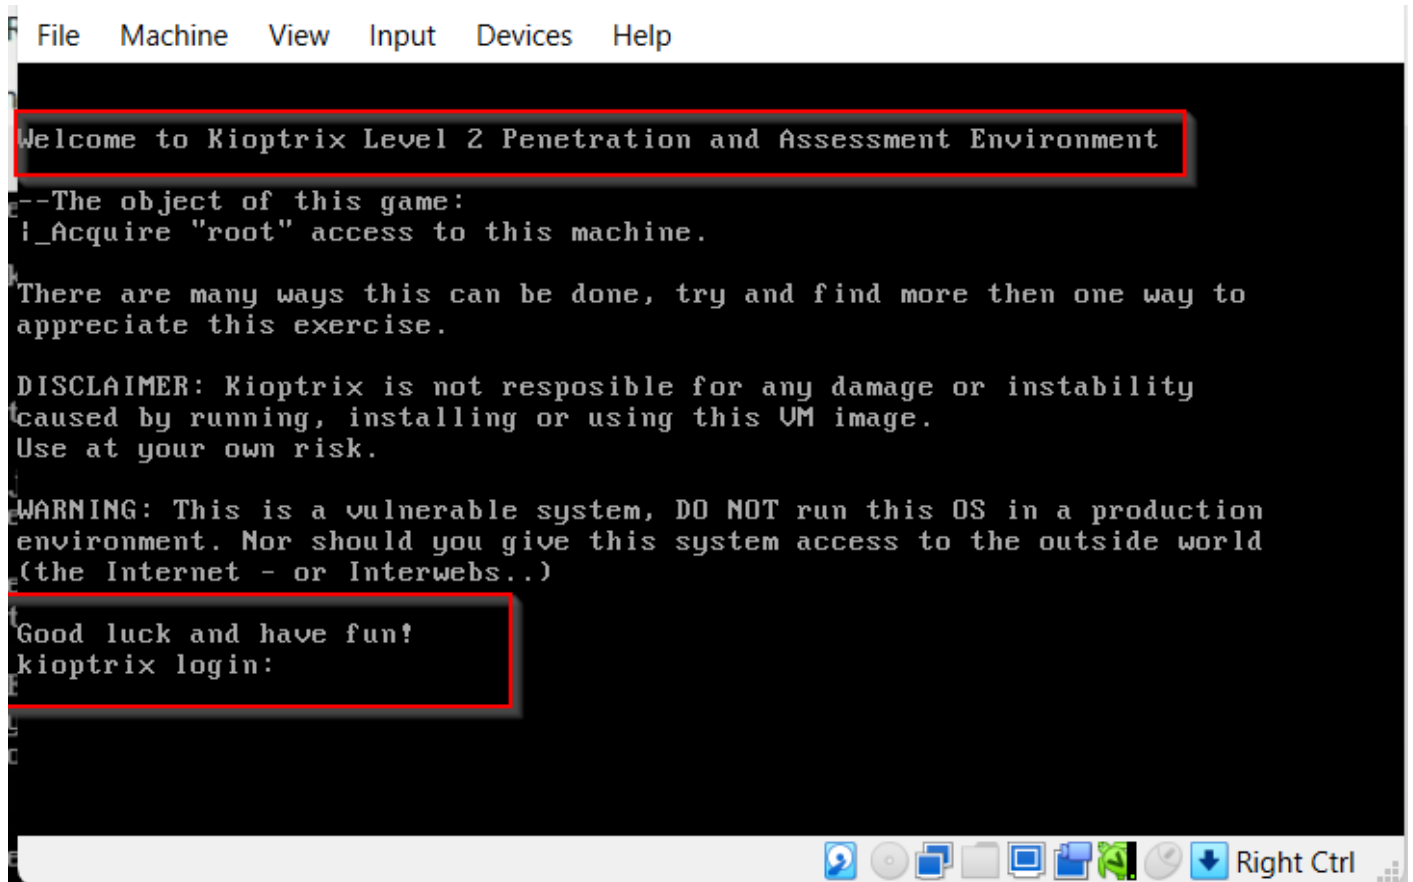 File Machine View Input Devices Help
Welcome to Kioptrix Level 2 Penetration and Assessment Environment
--The object of this game:
|_Acquire "root" access to this machine.
There are many ways this can be done, try and find more then one way to
appreciate this exercise.
DISCLAIMER: Kioptrix is not resposible for any damage or instability
caused by running, installing or using this VM image.
Use at your own risk.
WARNING: This is a vulnerable system, DO NOT run this OS in a production
environment. Nor should you give this system access to the outside world
(the Internet - or Interwebs..)
Good luck and have fun!
kioptrix login:
Right Ctrl